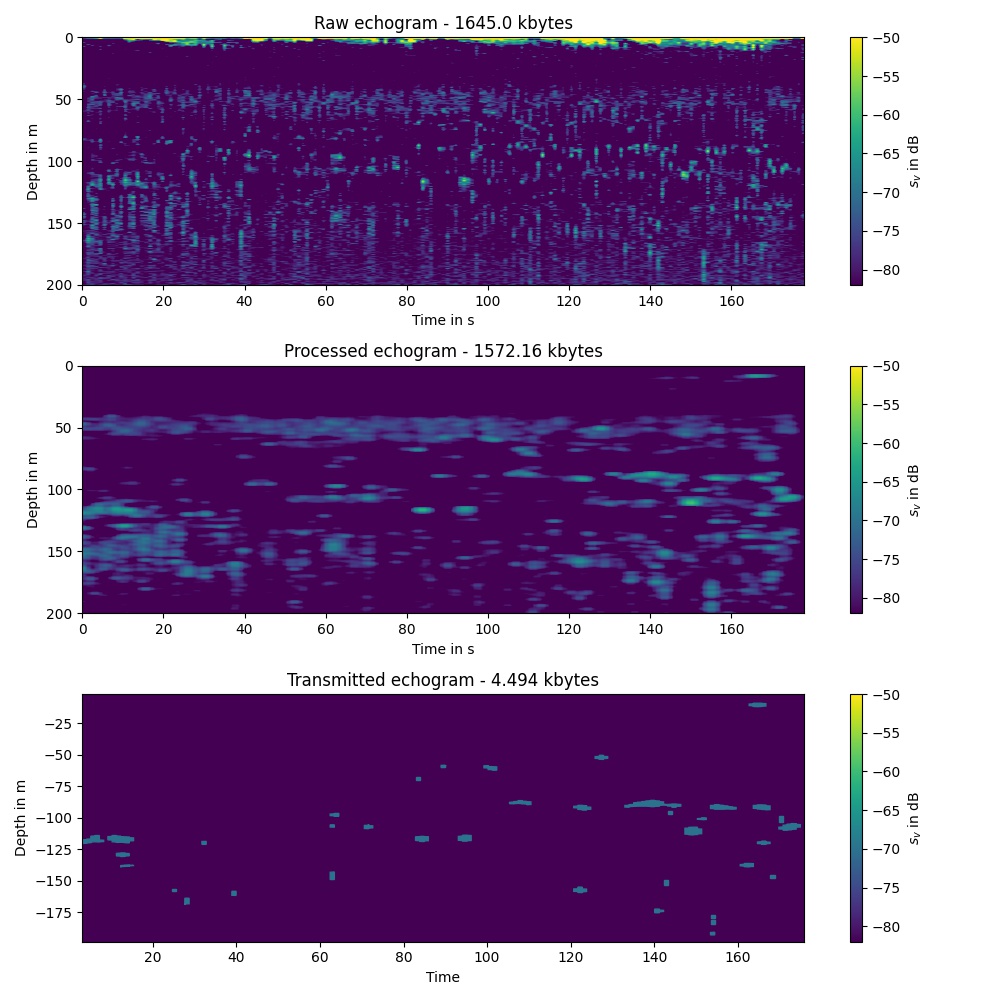 Raw echogram - 1645.0 kbytes
0
50
100
150
200
Depth in m
0 20 40 60 80 100 120 140 160
Time in s
−50
−55
−60
−65
−70
−75
−80
sᵥ in dB
Processed echogram - 1572.16 kbytes
0
50
100
150
200
Depth in m
0 20 40 60 80 100 120 140 160
Time in s
−50
−55
−60
−65
−70
−75
−80
sᵥ in dB
Transmitted echogram - 4.494 kbytes
−25
−50
−75
−100
−125
−150
−175
Depth in m
20 40 60 80 100 120 140 160
Time
−50
−55
−60
−65
−70
−75
−80
sᵥ in dB